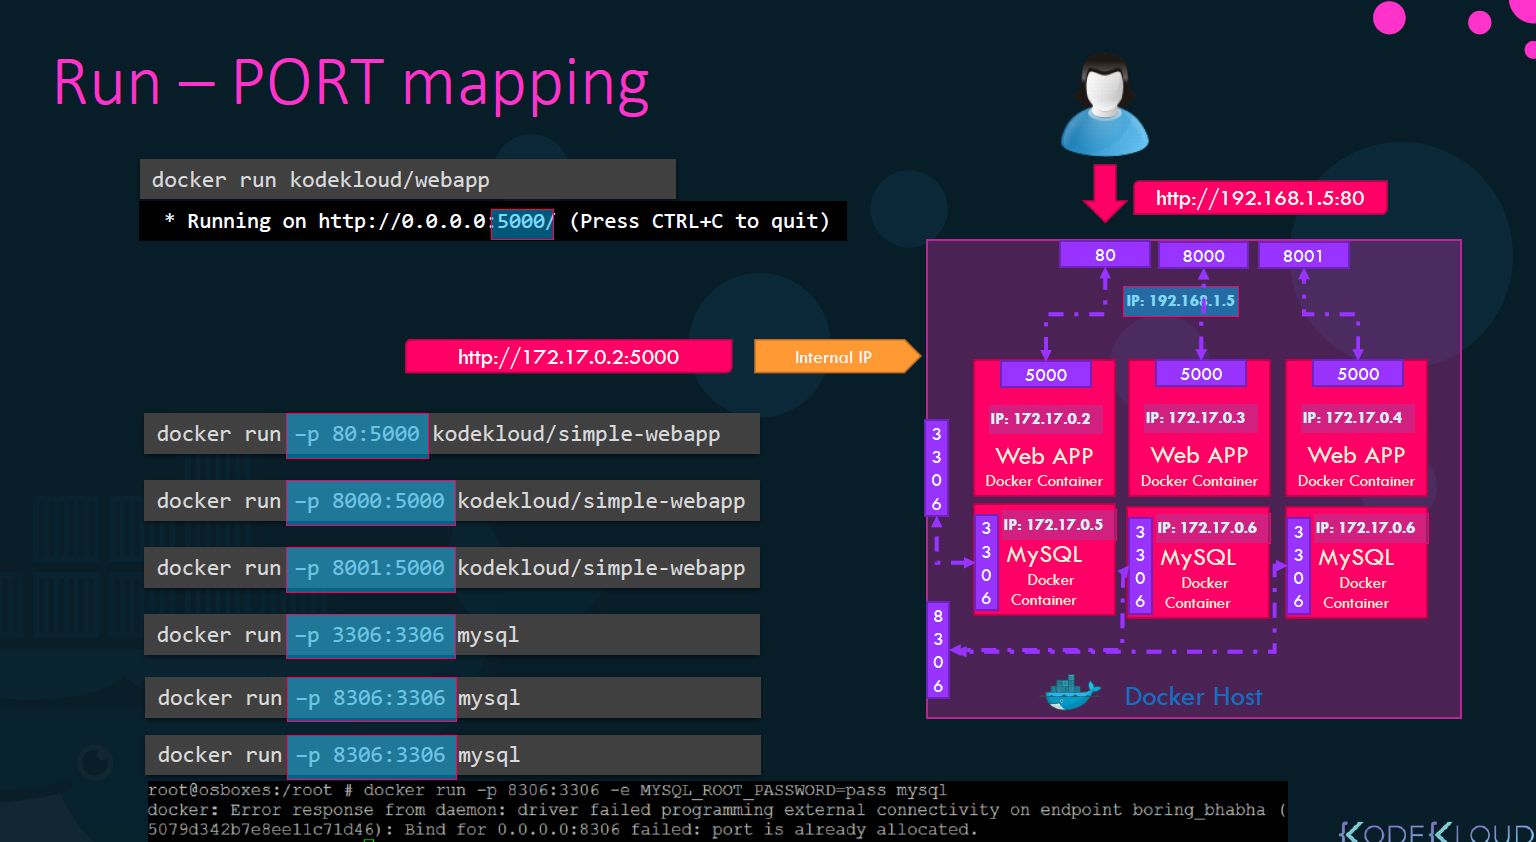 Run – PORT mapping
docker run kodekloud/webapp
* Running on http://0.0.0.0:5000/ (Press CTRL+C to quit)
http://172.17.0.2:5000
Internal IP
docker run –p 80:5000 kodekloud/simple-webapp
docker run –p 8000:5000 kodekloud/simple-webapp
docker run –p 8001:5000 kodekloud/simple-webapp
docker run –p 3306:3306 mysql
docker run –p 8306:3306 mysql
docker run –p 8306:3306 mysql
root@osboxes:/root # docker run -p 8306:3306 -e MYSQL_ROOT_PASSWORD=pass mysql
docker: Error response from daemon: driver failed programming external connectivity on endpoint boring_bhabha (
5079d342b7e8ee11c71d46): Bind for 0.0.0.0:8306 failed: port is already allocated.
http://192.168.1.5:80
80
8000
8001
IP: 192.168.1.5
5000
IP: 172.17.0.2
Web APP
Docker Container
5000
IP: 172.17.0.3
Web APP
Docker Container
5000
IP: 172.17.0.4
Web APP
Docker Container
3306
3306
IP: 172.17.0.5
MySQL
Docker
Container
3306
IP: 172.17.0.6
MySQL
Docker
Container
3306
IP: 172.17.0.6
MySQL
Docker
Container
8306
Docker Host
KODEKLOUD